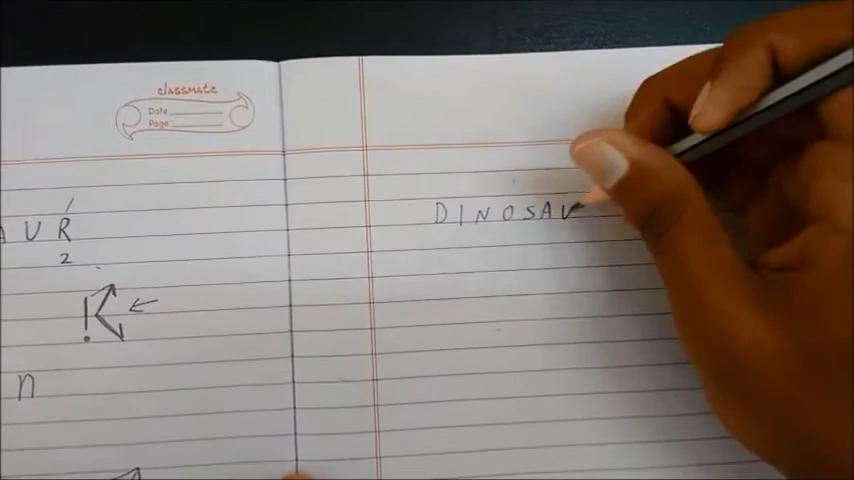 classmate
Date
Page
AUR
2
DINOSAU
K
n